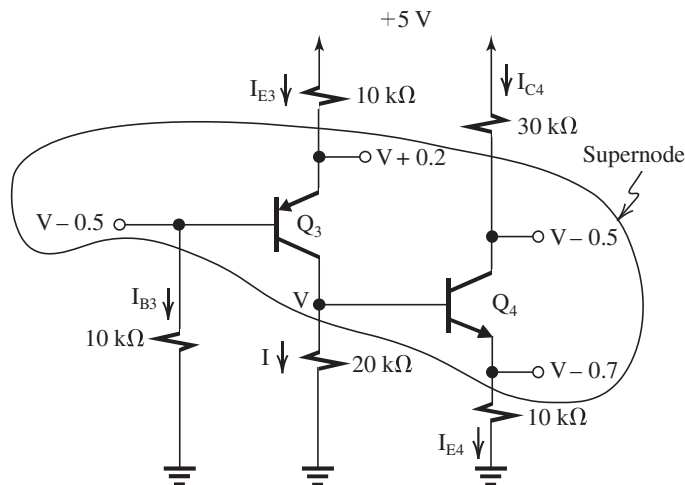 +5 V
I_E3
10 kΩ
I_C4
30 kΩ
Supernode
V + 0.2
V − 0.5
Q_3
V − 0.5
I_B3
V
Q_4
10 kΩ
I
20 kΩ
V − 0.7
10 kΩ
I_E4